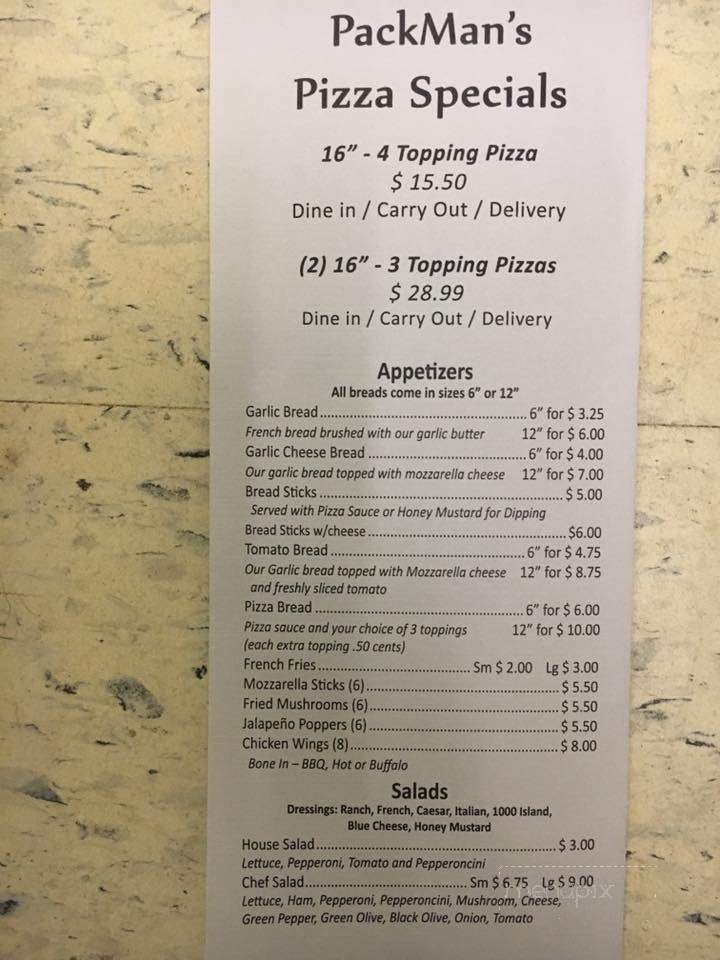 PackMan's
Pizza Specials
16" - 4 Topping Pizza
$ 15.50
Dine in / Carry Out / Delivery
(2) 16" - 3 Topping Pizzas
$ 28.99
Dine in / Carry Out / Delivery
Appetizers
All breads come in sizes 6" or 12"
Garlic Bread........................................................ 6" for $ 3.25
French bread brushed with our garlic butter 12" for $ 6.00
Garlic Cheese Bread .......................................... 6" for $ 4.00
Our garlic bread topped with mozzarella cheese 12" for $ 7.00
Bread Sticks ................................................................ $ 5.00
Served with Pizza Sauce or Honey Mustard for Dipping
Bread Sticks w/cheese..................................................... $6.00
Tomato Bread .................................................... 6" for $ 4.75
Our Garlic bread topped with Mozzarella cheese 12" for $ 8.75
and freshly sliced tomato
Pizza Bread ........................................................ 6" for $ 6.00
Pizza sauce and your choice of 3 toppings 12" for $ 10.00
(each extra topping .50 cents)
French Fries......................................... Sm $ 2.00 Lg $ 3.00
Mozzarella Sticks (6)..................................................... $ 5.50
Fried Mushrooms (6)..................................................... $ 5.50
Jalapeño Poppers (6)..................................................... $ 5.50
Chicken Wings (8)......................................................... $ 8.00
Bone In – BBQ, Hot or Buffalo
Salads
Dressings: Ranch, French, Caesar, Italian, 1000 Island,
Blue Cheese, Honey Mustard
House Salad................................................................ $ 3.00
Lettuce, Pepperoni, Tomato and Pepperoncini
Chef Salad............................................ Sm $ 6.75 Lg $ 9.00
Lettuce, Ham, Pepperoni, Pepperoncini, Mushroom, Cheese,
Green Pepper, Green Olive, Black Olive, Onion, Tomato
menupix